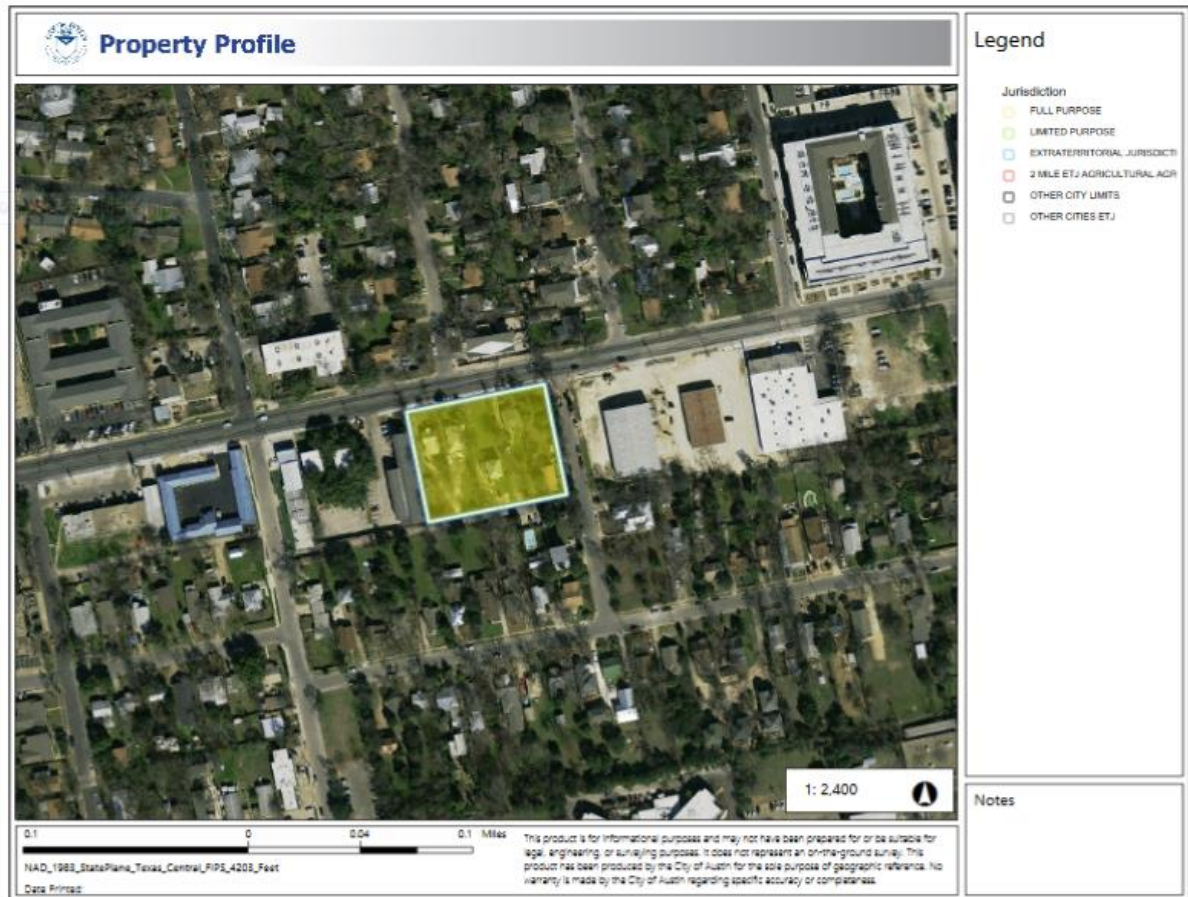 Property Profile
Legend
Jurisdiction
FULL PURPOSE
LIMITED PURPOSE
EXTRATERRITORIAL JURISDICTI
2 MILE ETJ AGRICULTURAL AGR
OTHER CITY LIMITS
OTHER CITIES ETJ
1: 2,400
Notes
0.1 0 0.04 0.1 Miles
NAD_1983_StatePlane_Texas_Central_FIPS_4203_Feet
Date Printed:
This product is for informational purposes and may not have been prepared for or be suitable for
legal, engineering, or surveying purposes. It does not represent an on-the-ground survey. This
product has been produced by the City of Austin for the sole purpose of geographic reference. No
warranty is made by the City of Austin regarding specific accuracy or completeness.